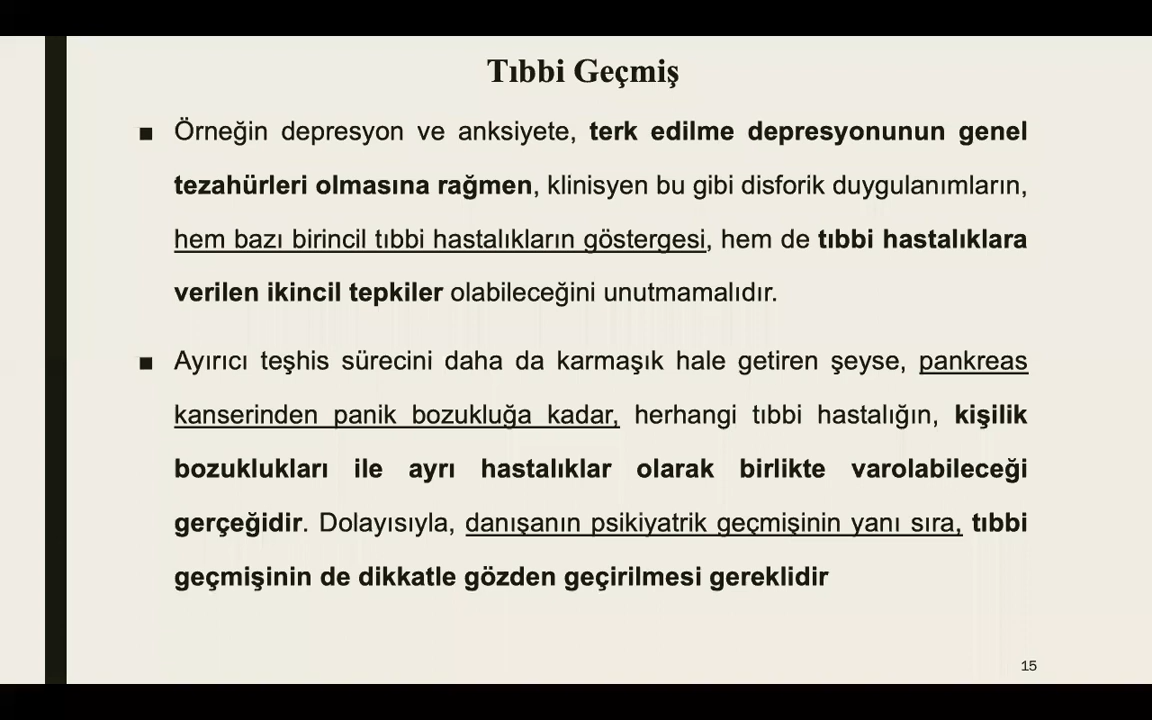 Tıbbi Geçmiş
▪ Örneğin depresyon ve anksiyete, terk edilme depresyonunun genel
tezahürleri olmasına rağmen, klinisyen bu gibi disforik duygulanımların,
hem bazı birincil tıbbi hastalıkların göstergesi, hem de tıbbi hastalıklara
verilen ikincil tepkiler olabileceğini unutmamalıdır.
▪ Ayırıcı teşhis sürecini daha da karmaşık hale getiren şeyse, pankreas
kanserinden panik bozukluğa kadar, herhangi tıbbi hastalığın, kişilik
bozuklukları ile ayrı hastalıklar olarak birlikte varolabileceği
gerçeğidir. Dolayısıyla, danışanın psikiyatrik geçmişinin yanı sıra, tıbbi
geçmişinin de dikkatle gözden geçirilmesi gereklidir
15